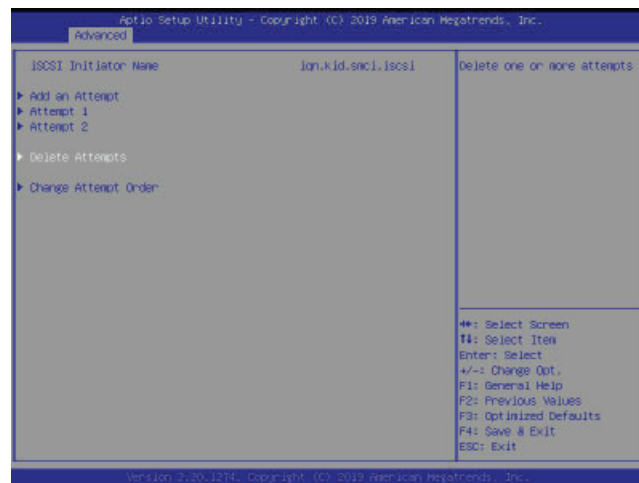 Aptio Setup Utility - Copyright (C) 2019 American Megatrends, Inc.
Advanced
iSCSI Initiator Name iqn.kid.smci.iscsi
Add an Attempt
Attempt 1
Attempt 2
Delete Attempts
Change Attempt Order
Delete one or more attempts
: Select Screen
: Select Item
Enter: Select
+/-: Change Opt.
F1: General Help
F2: Previous Values
F3: Optimized Defaults
F4: Save & Exit
ESC: Exit
Version 2.20.1274. Copyright (C) 2019 American Megatrends, Inc.